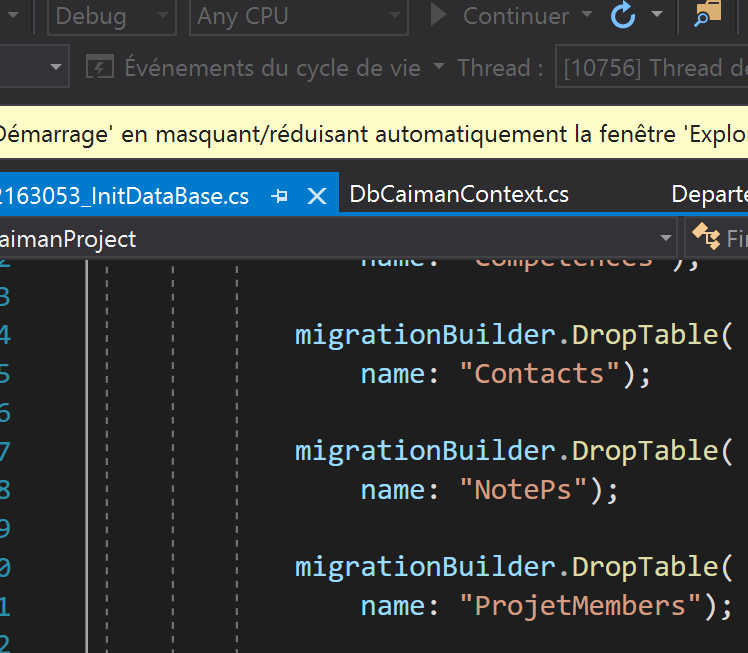 Debug Any CPU Continuer
Événements du cycle de vie Thread : [10756] Thread de
Démarrage' en masquant/réduisant automatiquement la fenêtre 'Explo
2163053_InitDataBase.cs DbCaimanContext.cs Departe
aimanProject Fin
2 name: "Competences");
3
4 migrationBuilder.DropTable(
5 name: "Contacts");
6
7 migrationBuilder.DropTable(
8 name: "NotePs");
9
0 migrationBuilder.DropTable(
1 name: "ProjetMembers");
2